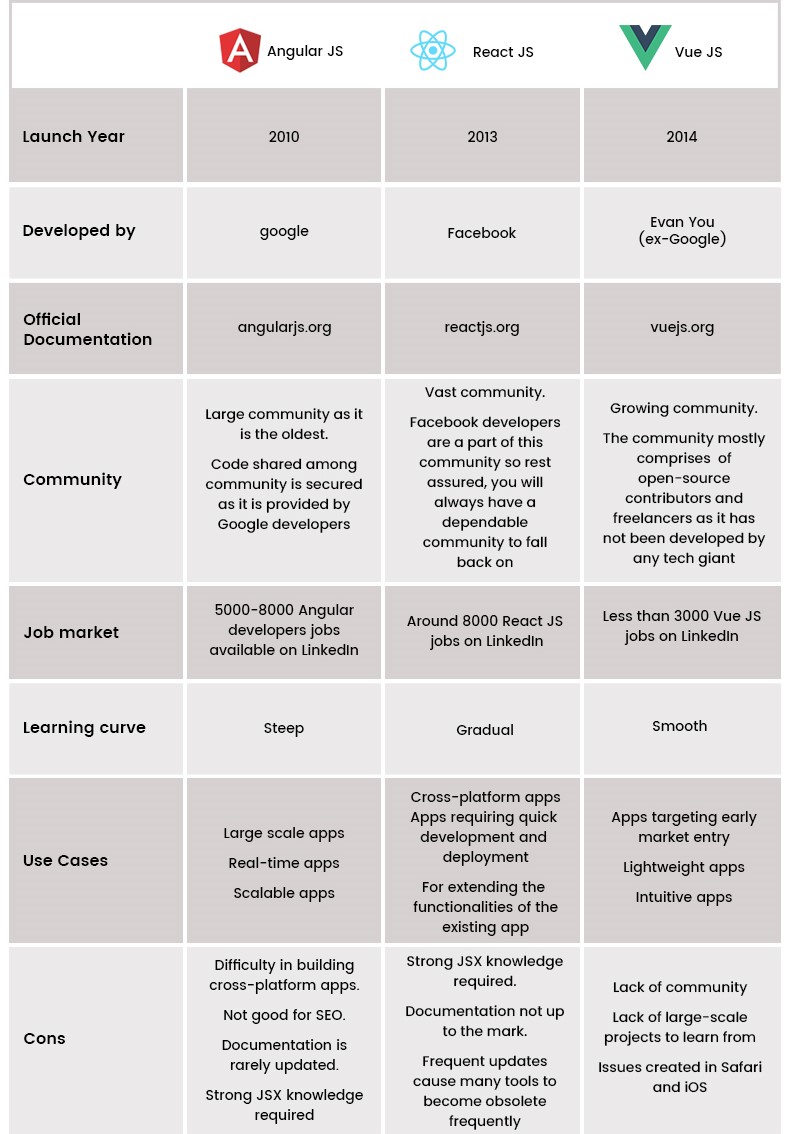 Angular JS
React JS
Vue JS
Launch Year
2010
2013
2014
Developed by
google
Facebook
Evan You
(ex-Google)
Official
Documentation
angularjs.org
reactjs.org
vuejs.org
Community
Large community as it
is the oldest.
Code shared among
community is secured
as it is provided by
Google developers
Vast community.
Facebook developers
are a part of this
community so rest
assured, you will
always have a
dependable
community to fall
back on
Growing community.
The community mostly
comprises of
open-source
contributors and
freelancers as it has
not been developed by
any tech giant
Job market
5000-8000 Angular
developers jobs
available on LinkedIn
Around 8000 React JS
jobs on LinkedIn
Less than 3000 Vue JS
jobs on LinkedIn
Learning curve
Steep
Gradual
Smooth
Use Cases
Large scale apps
Real-time apps
Scalable apps
Cross-platform apps
Apps requiring quick
development and
deployment
For extending the
functionalities of the
existing app
Apps targeting early
market entry
Lightweight apps
Intuitive apps
Cons
Difficulty in building
cross-platform apps.
Not good for SEO.
Documentation is
rarely updated.
Strong JSX knowledge
required
Strong JSX knowledge
required.
Documentation not up
to the mark.
Frequent updates
cause many tools to
become obsolete
frequently
Lack of community
Lack of large-scale
projects to learn from
Issues created in Safari
and iOS